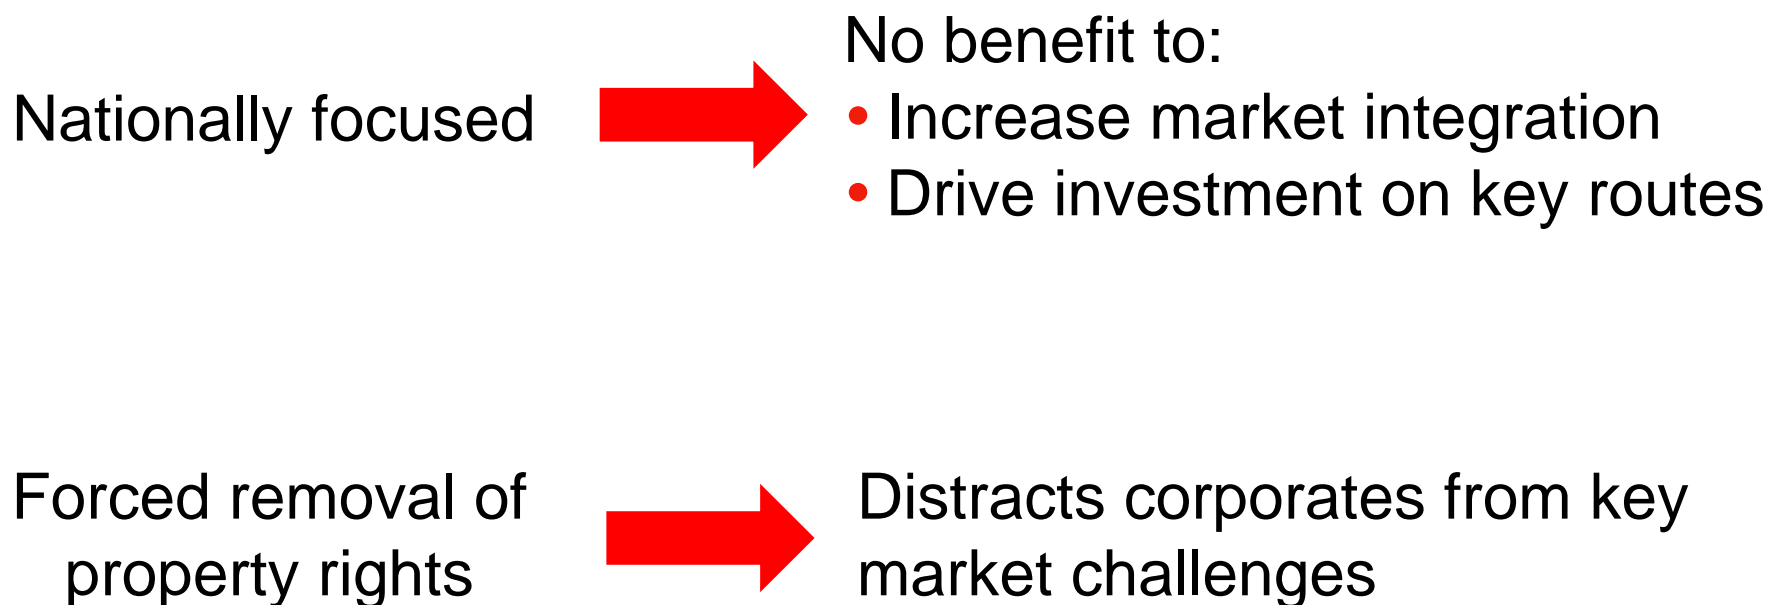 Nationally focused
No benefit to:
• Increase market integration
• Drive investment on key routes
Forced removal of
property rights
Distracts corporates from key
market challenges